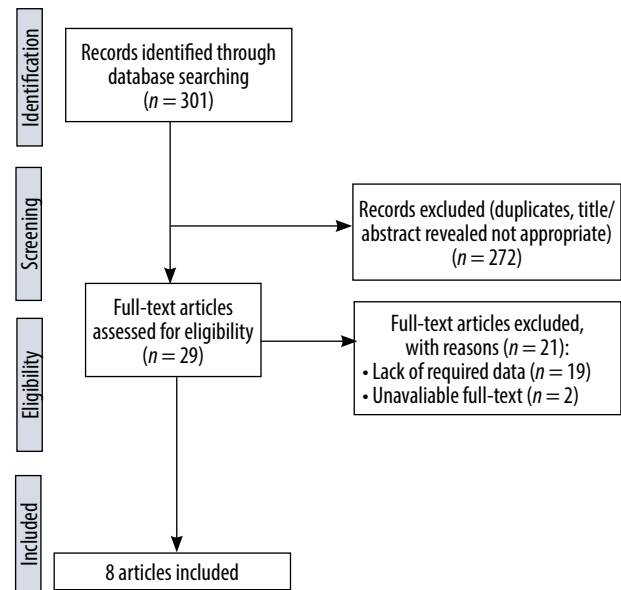 Identification
Records identified through
database searching
(n = 301)
Screening
Records excluded (duplicates, title/
abstract revealed not appropriate)
(n = 272)
Eligibility
Full-text articles
assessed for eligibility
(n = 29)
Full-text articles excluded,
with reasons (n = 21):
• Lack of required data (n = 19)
• Unavaliable full-text (n = 2)
Included
8 articles included